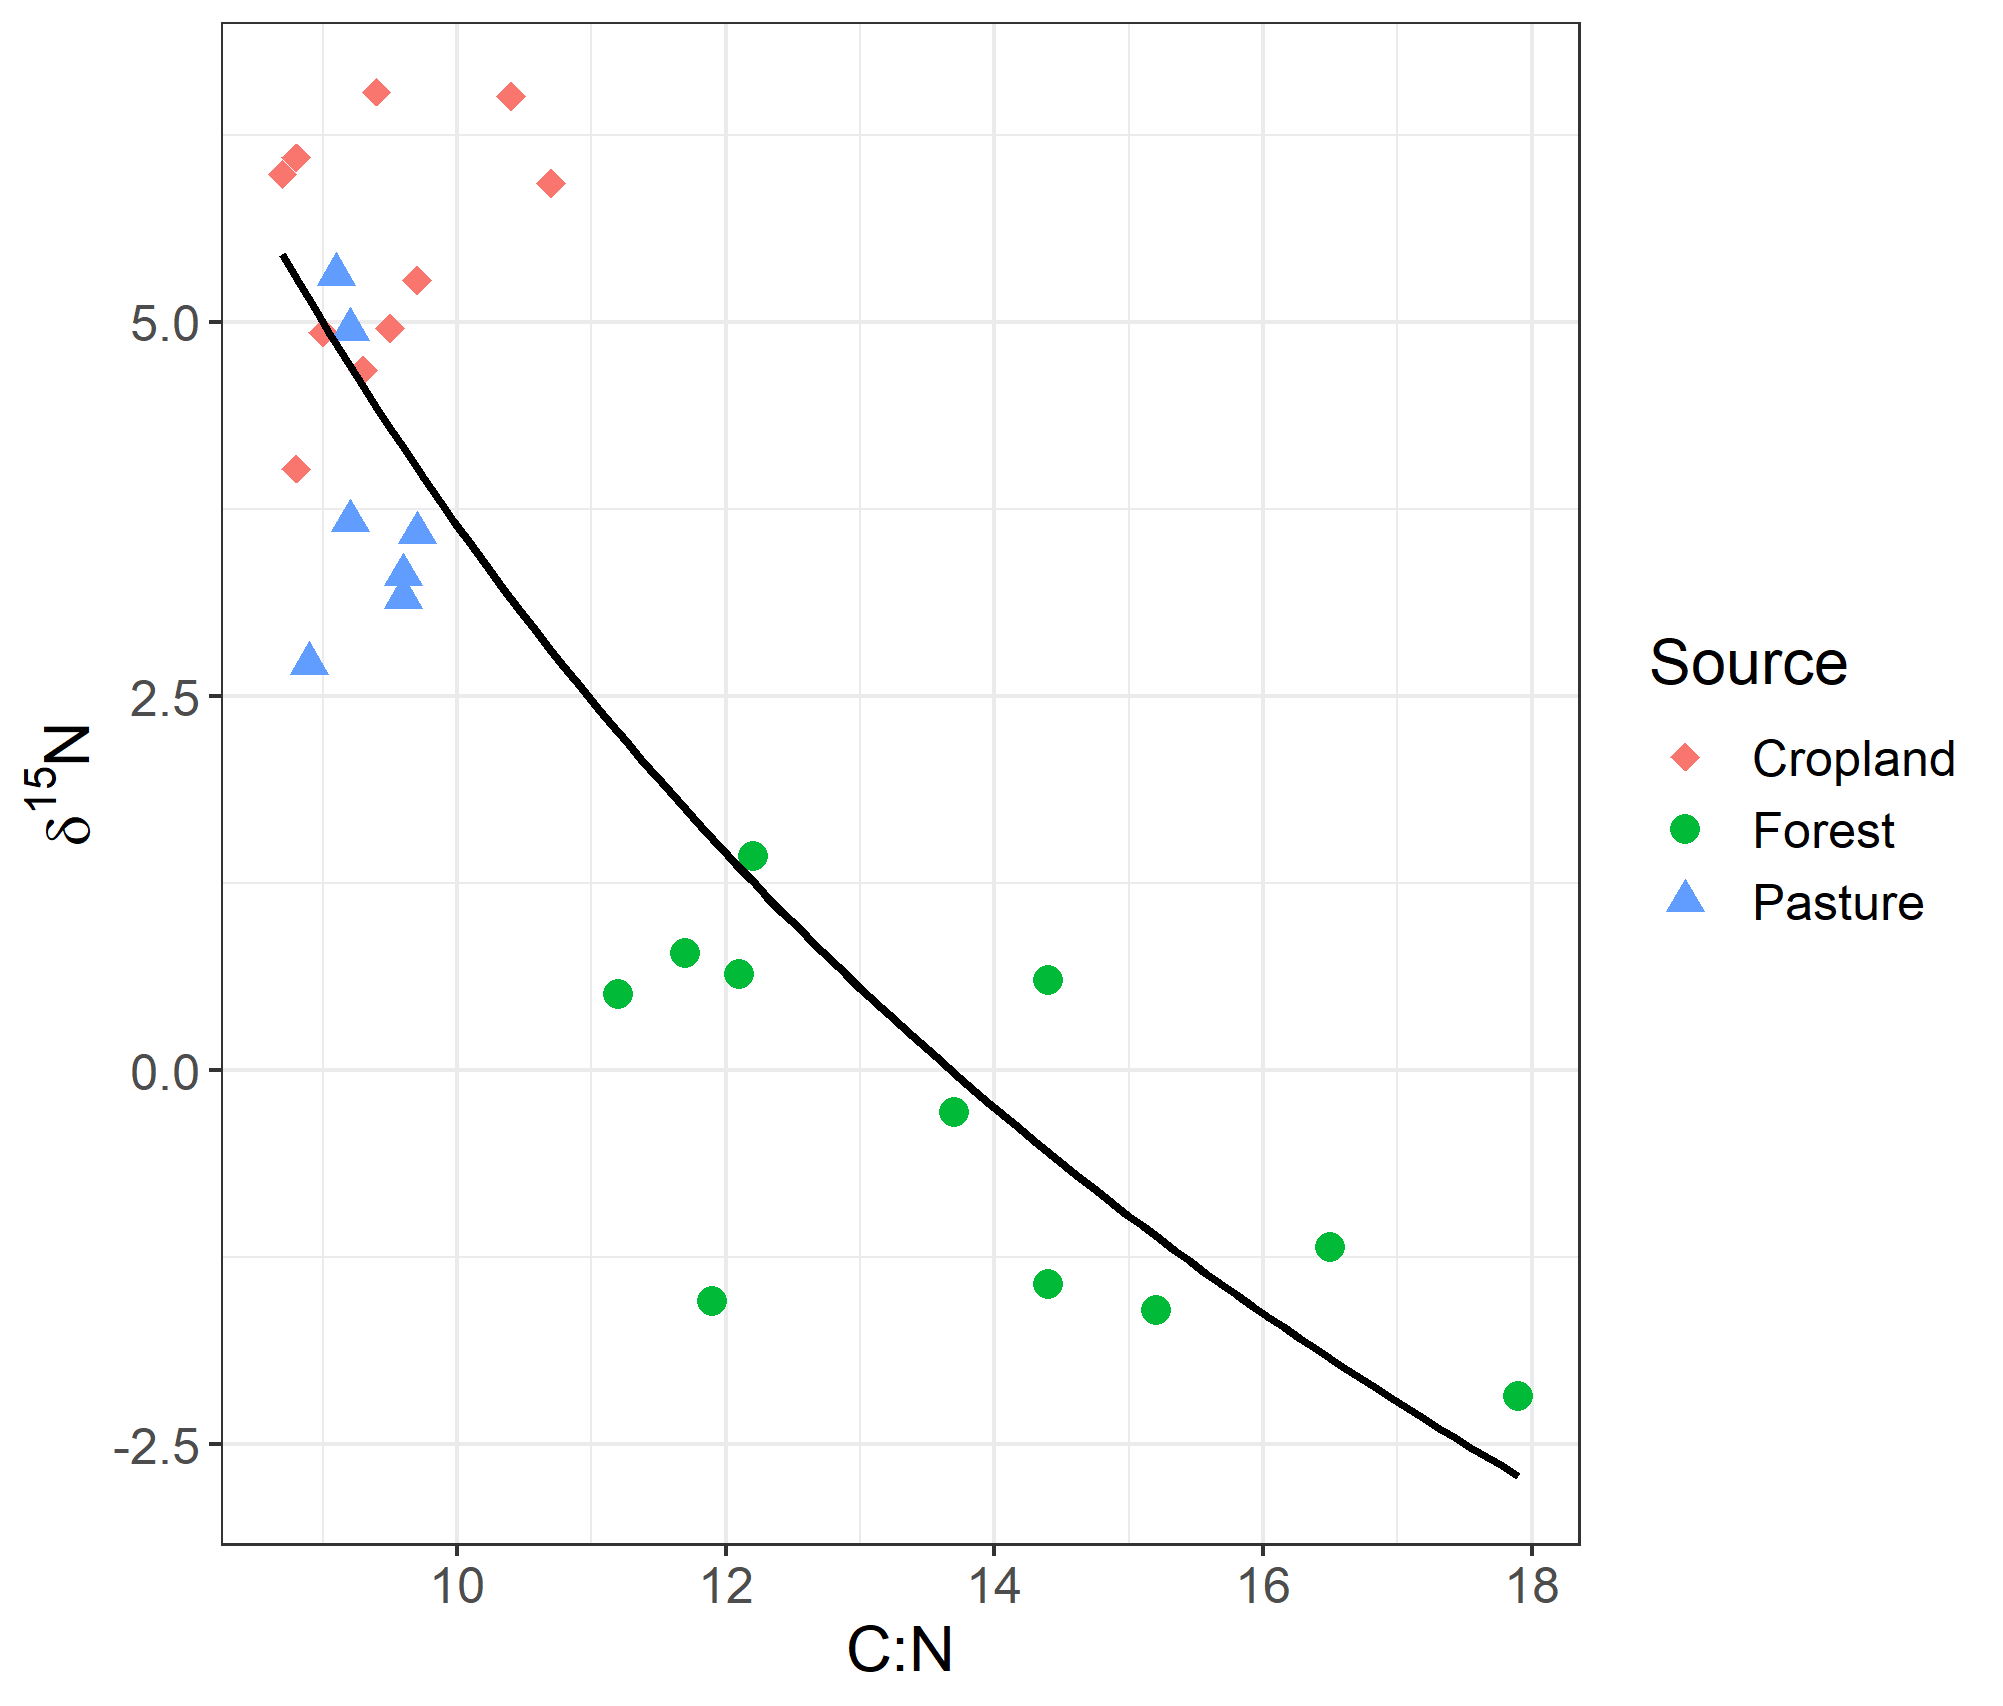 5.0
2.5
0.0
-2.5
δ¹⁵N
10 12 14 16 18
C:N
Source
Cropland
Forest
Pasture